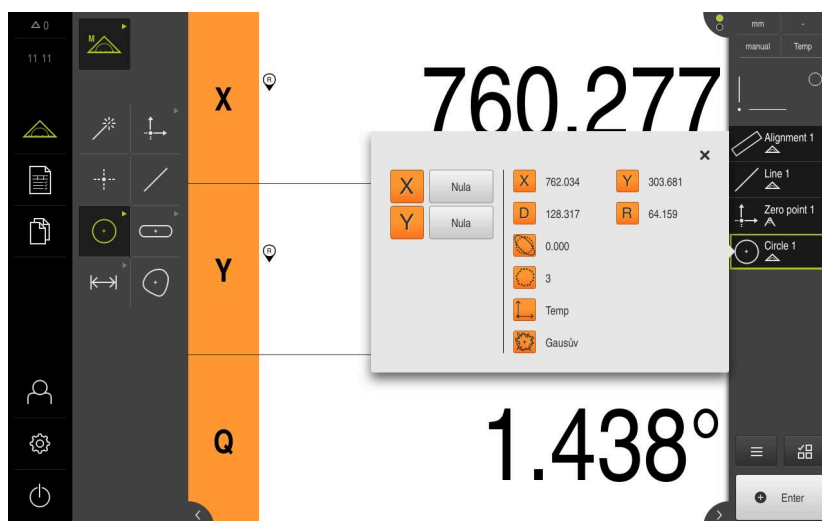 0
11 11
M
X
R
760.277
Y
R
Q
1.438°
X Nula
Y Nula
X 762.034 Y 303.681
D 128.317 R 64.159
0.000
3
Temp
Gausův
mm -
manual Temp
Alignment 1
Line 1
Zero point 1
Circle 1
Enter